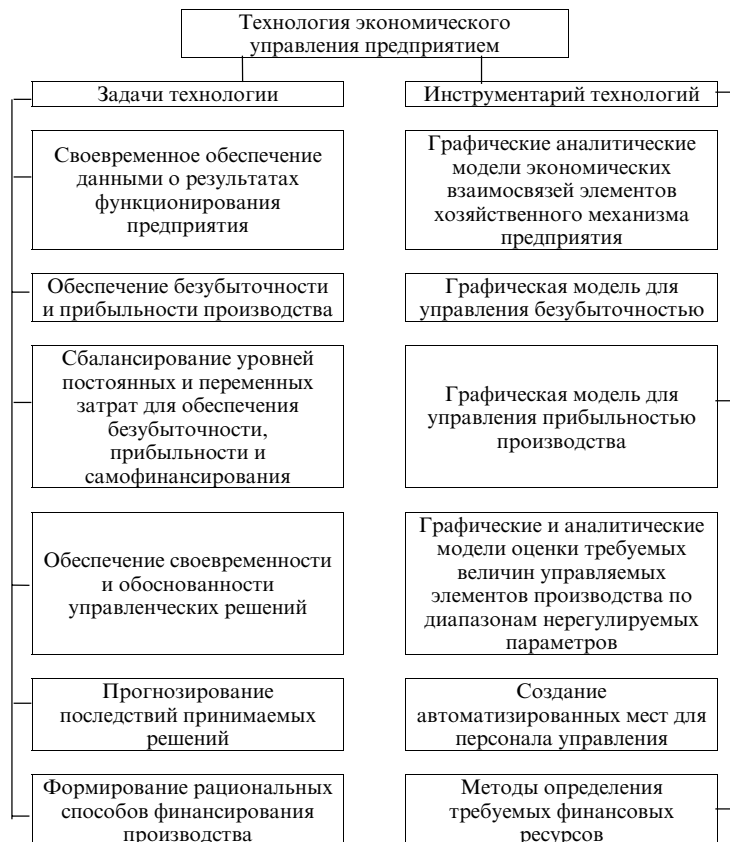 Технология экономического
управления предприятием
Задачи технологии
Инструментарий технологий
Своевременное обеспечение
данными о результатах
функционирования
предприятия
Графические аналитические
модели экономических
взаимосвязей элементов
хозяйственного механизма
предприятия
Обеспечение безубыточности
и прибыльности производства
Графическая модель для
управления безубыточностью
Сбалансирование уровней
постоянных и переменных
затрат для обеспечения
безубыточности,
прибыльности и
самофинансирования
Графическая модель для
управления прибыльностью
производства
Обеспечение своевременности
и обоснованности
управленческих решений
Графические и аналитические
модели оценки требуемых
величин управляемых
элементов производства по
диапазонам нерегулируемых
параметров
Прогнозирование
последствий принимаемых
решений
Создание
автоматизированных мест для
персонала управления
Формирование рациональных
способов финансирования
производства
Методы определения
требуемых финансовых
ресурсов